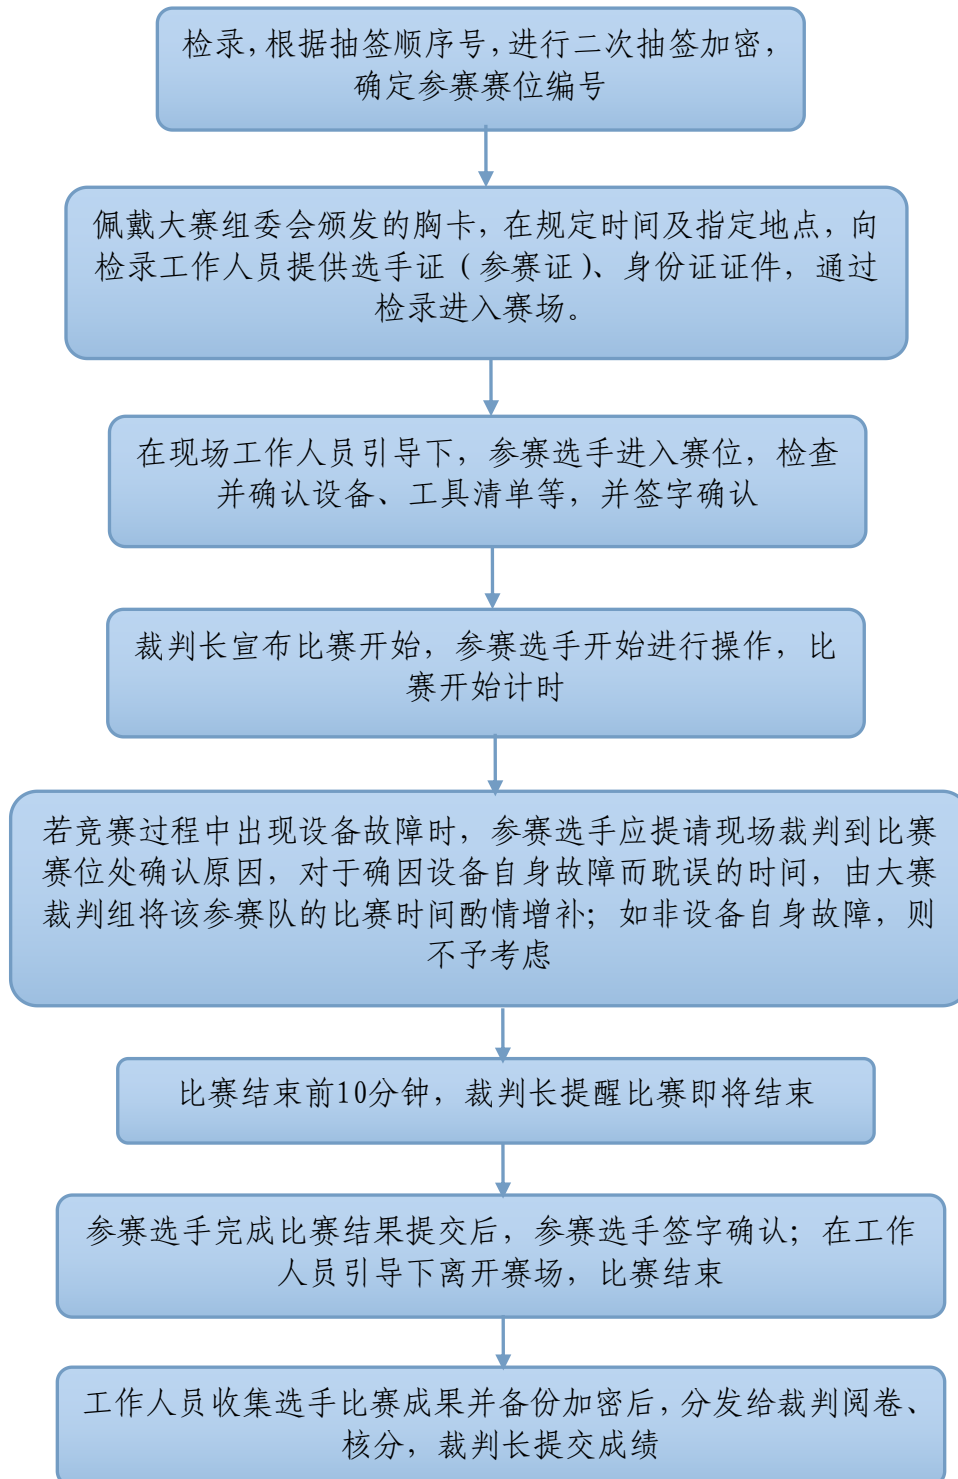 检录,根据抽签顺序号,进行二次抽签加密,
确定参赛赛位编号
佩戴大赛组委会颁发的胸卡，在规定时间及指定地点，向
检录工作人员提供选手证（参赛证）、身份证证件，通过
检录进入赛场。
在现场工作人员引导下，参赛选手进入赛位，检查
并确认设备、工具清单等，并签字确认
裁判长宣布比赛开始，参赛选手开始进行操作，比
赛开始计时
若竞赛过程中出现设备故障时，参赛选手应提请现场裁判到比赛
赛位处确认原因，对于确因设备自身故障而耽误的时间，由大赛
裁判组将该参赛队的比赛时间酌情增补；如非设备自身故障，则
不予考虑
比赛结束前10分钟，裁判长提醒比赛即将结束
参赛选手完成比赛结果提交后，参赛选手签字确认；在工作
人员引导下离开赛场，比赛结束
工作人员收集选手比赛成果并备份加密后,分发给裁判阅卷、
核分，裁判长提交成绩